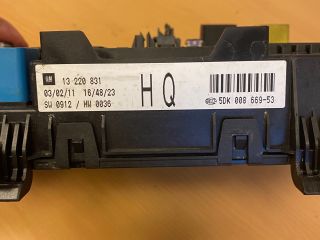 GM 13 220 831
03/02/11 16/48/23
SW 0912 / HW 0036
HQ
5DK 008 669-53